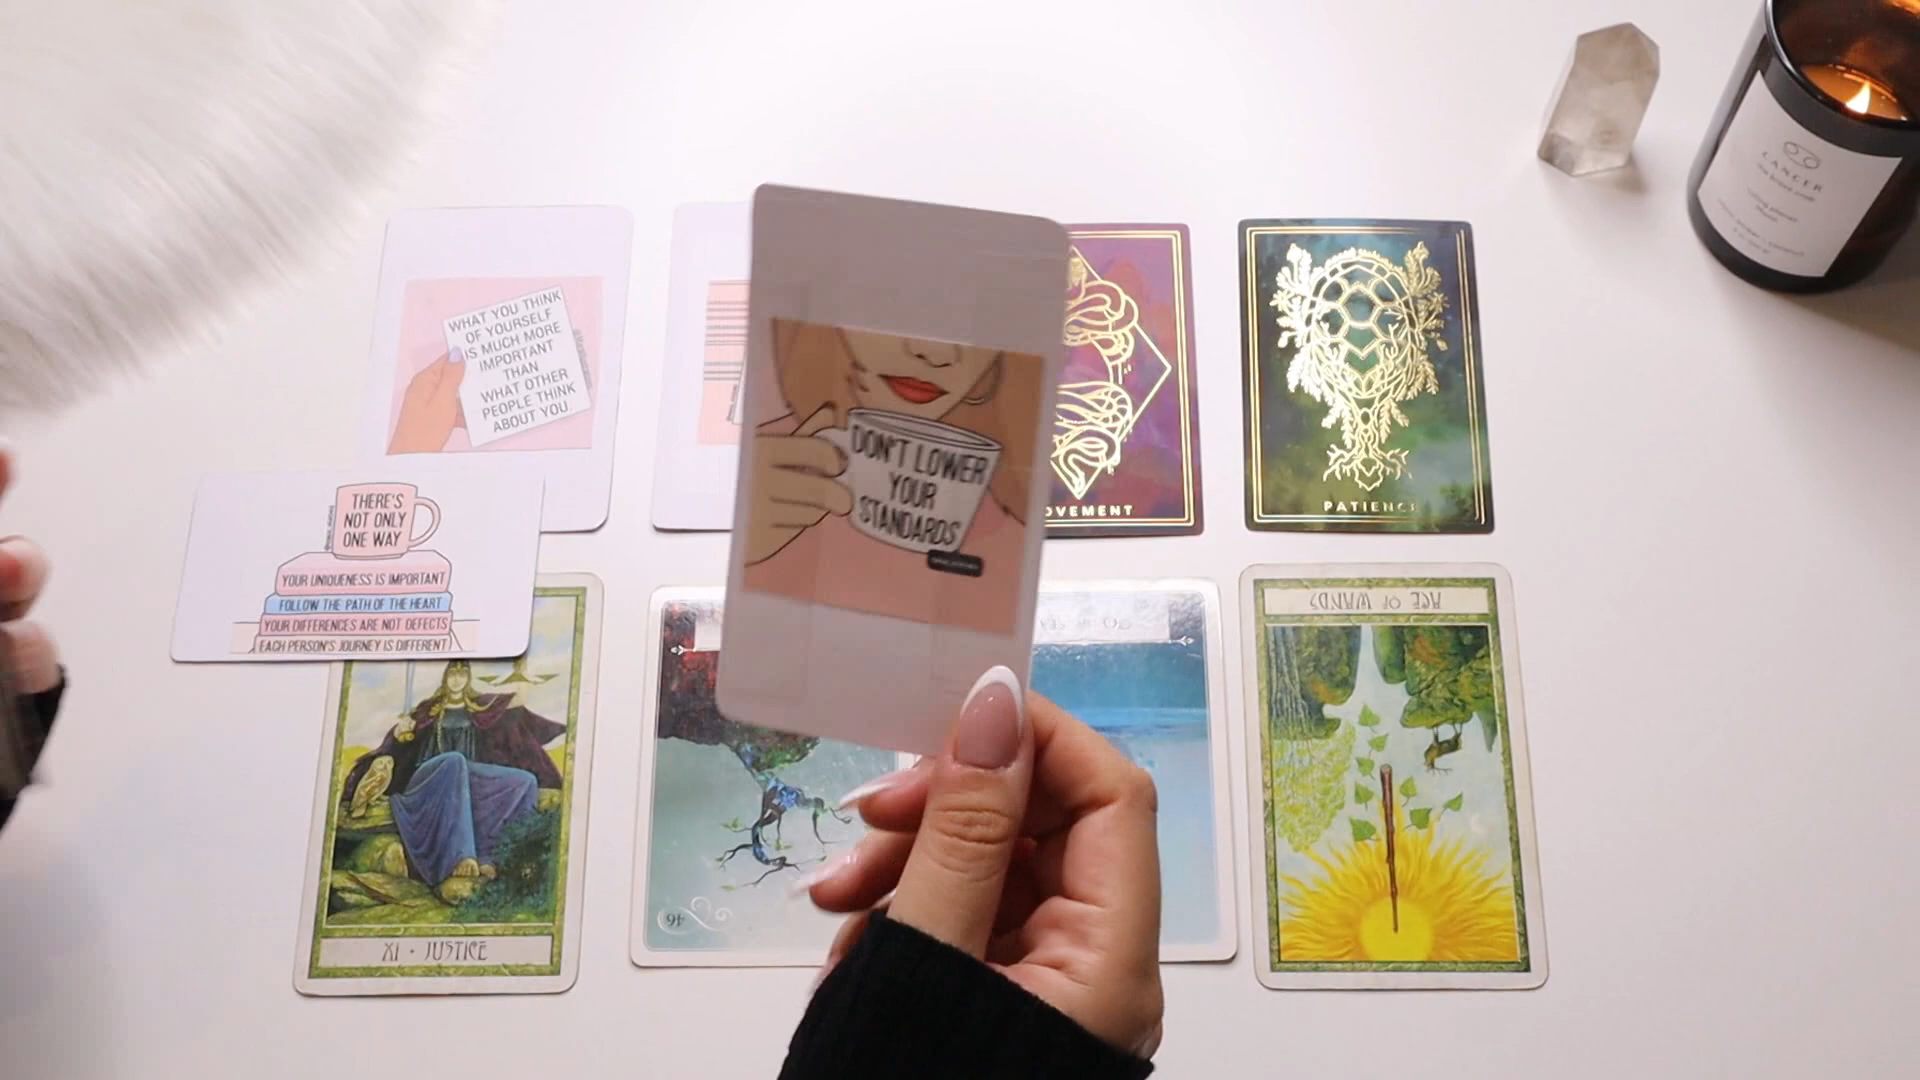 WHAT YOU THINK
OF YOURSELF
IS MUCH MORE
IMPORTANT
THAN
WHAT OTHER
PEOPLE THINK
ABOUT YOU.
DON'T LOWER
YOUR
STANDARDS
OVEMENT
PATIENCE
CANCER
THERE'S
NOT ONLY
ONE WAY
YOUR UNIQUENESS IS IMPORTANT
FOLLOW THE PATH OF THE HEART
YOUR DIFFERENCES ARE NOT DEFECTS
EACH PERSON'S JOURNEY IS DIFFERENT
ACE OF WANDS
46
XI • JUSTICE